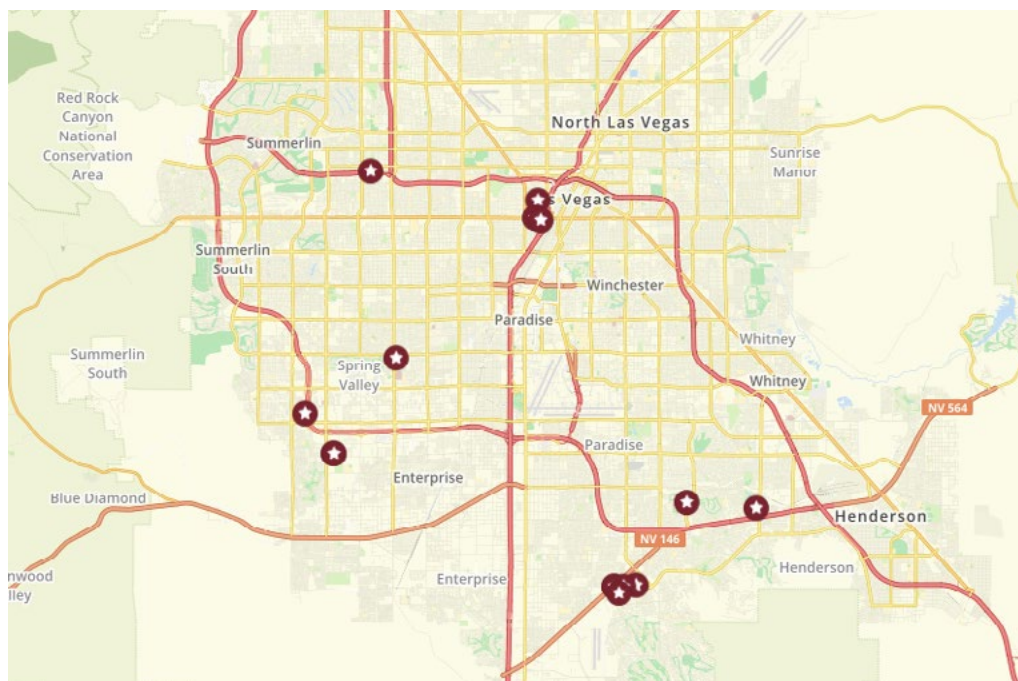 North Las Vegas
Red Rock
Canyon
National
Conservation
Area
Summerlin
Sunrise
Manor
Vegas
Summerlin
South
Winchester
Paradise
Whitney
Summerlin
South
Spring
Valley
Whitney
NV 564
Paradise
Enterprise
Blue Diamond
Henderson
NV 146
Enterprise
Henderson
nwood
lley